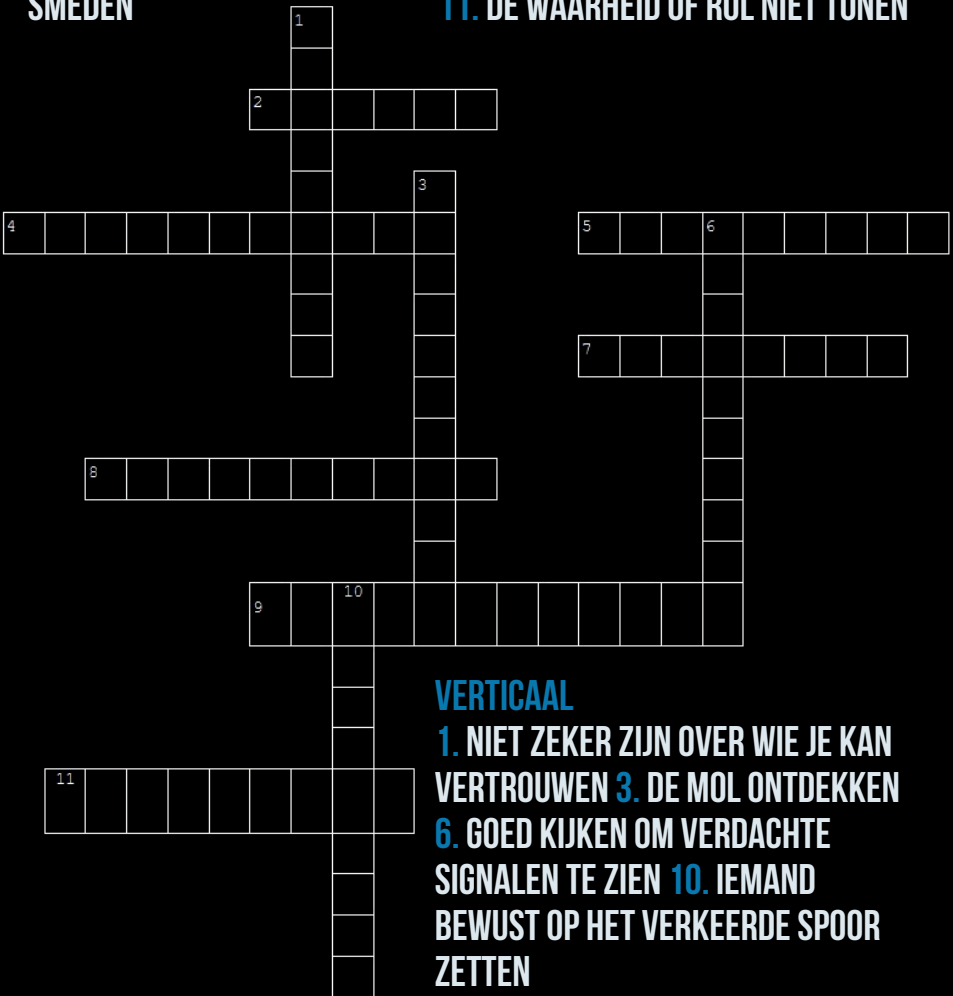 SMEDEN
11. DE WAARHEID OF ROL NIET TONEN
1
2
3
4
5
6
7
8
9
10
11
VERTICAAL
1. NIET ZEKER ZIJN OVER WIE JE KAN
VERTROUWEN 3. DE MOL ONTDEKKEN
6. GOED KIJKEN OM VERDACHTE
SIGNALEN TE ZIEN 10. IEMAND
BEWUST OP HET VERKEERDE SPOOR
ZETTEN